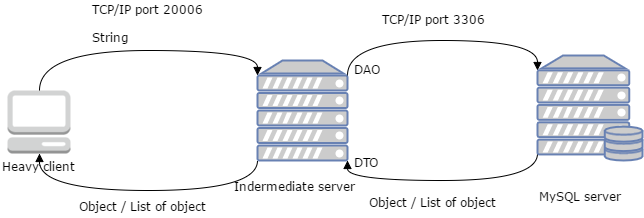 TCP/IP port 20006
String
TCP/IP port 3306
DAO
Heavy client
Indermediate server
DTO
MySQL server
Object / List of object
Object / List of object